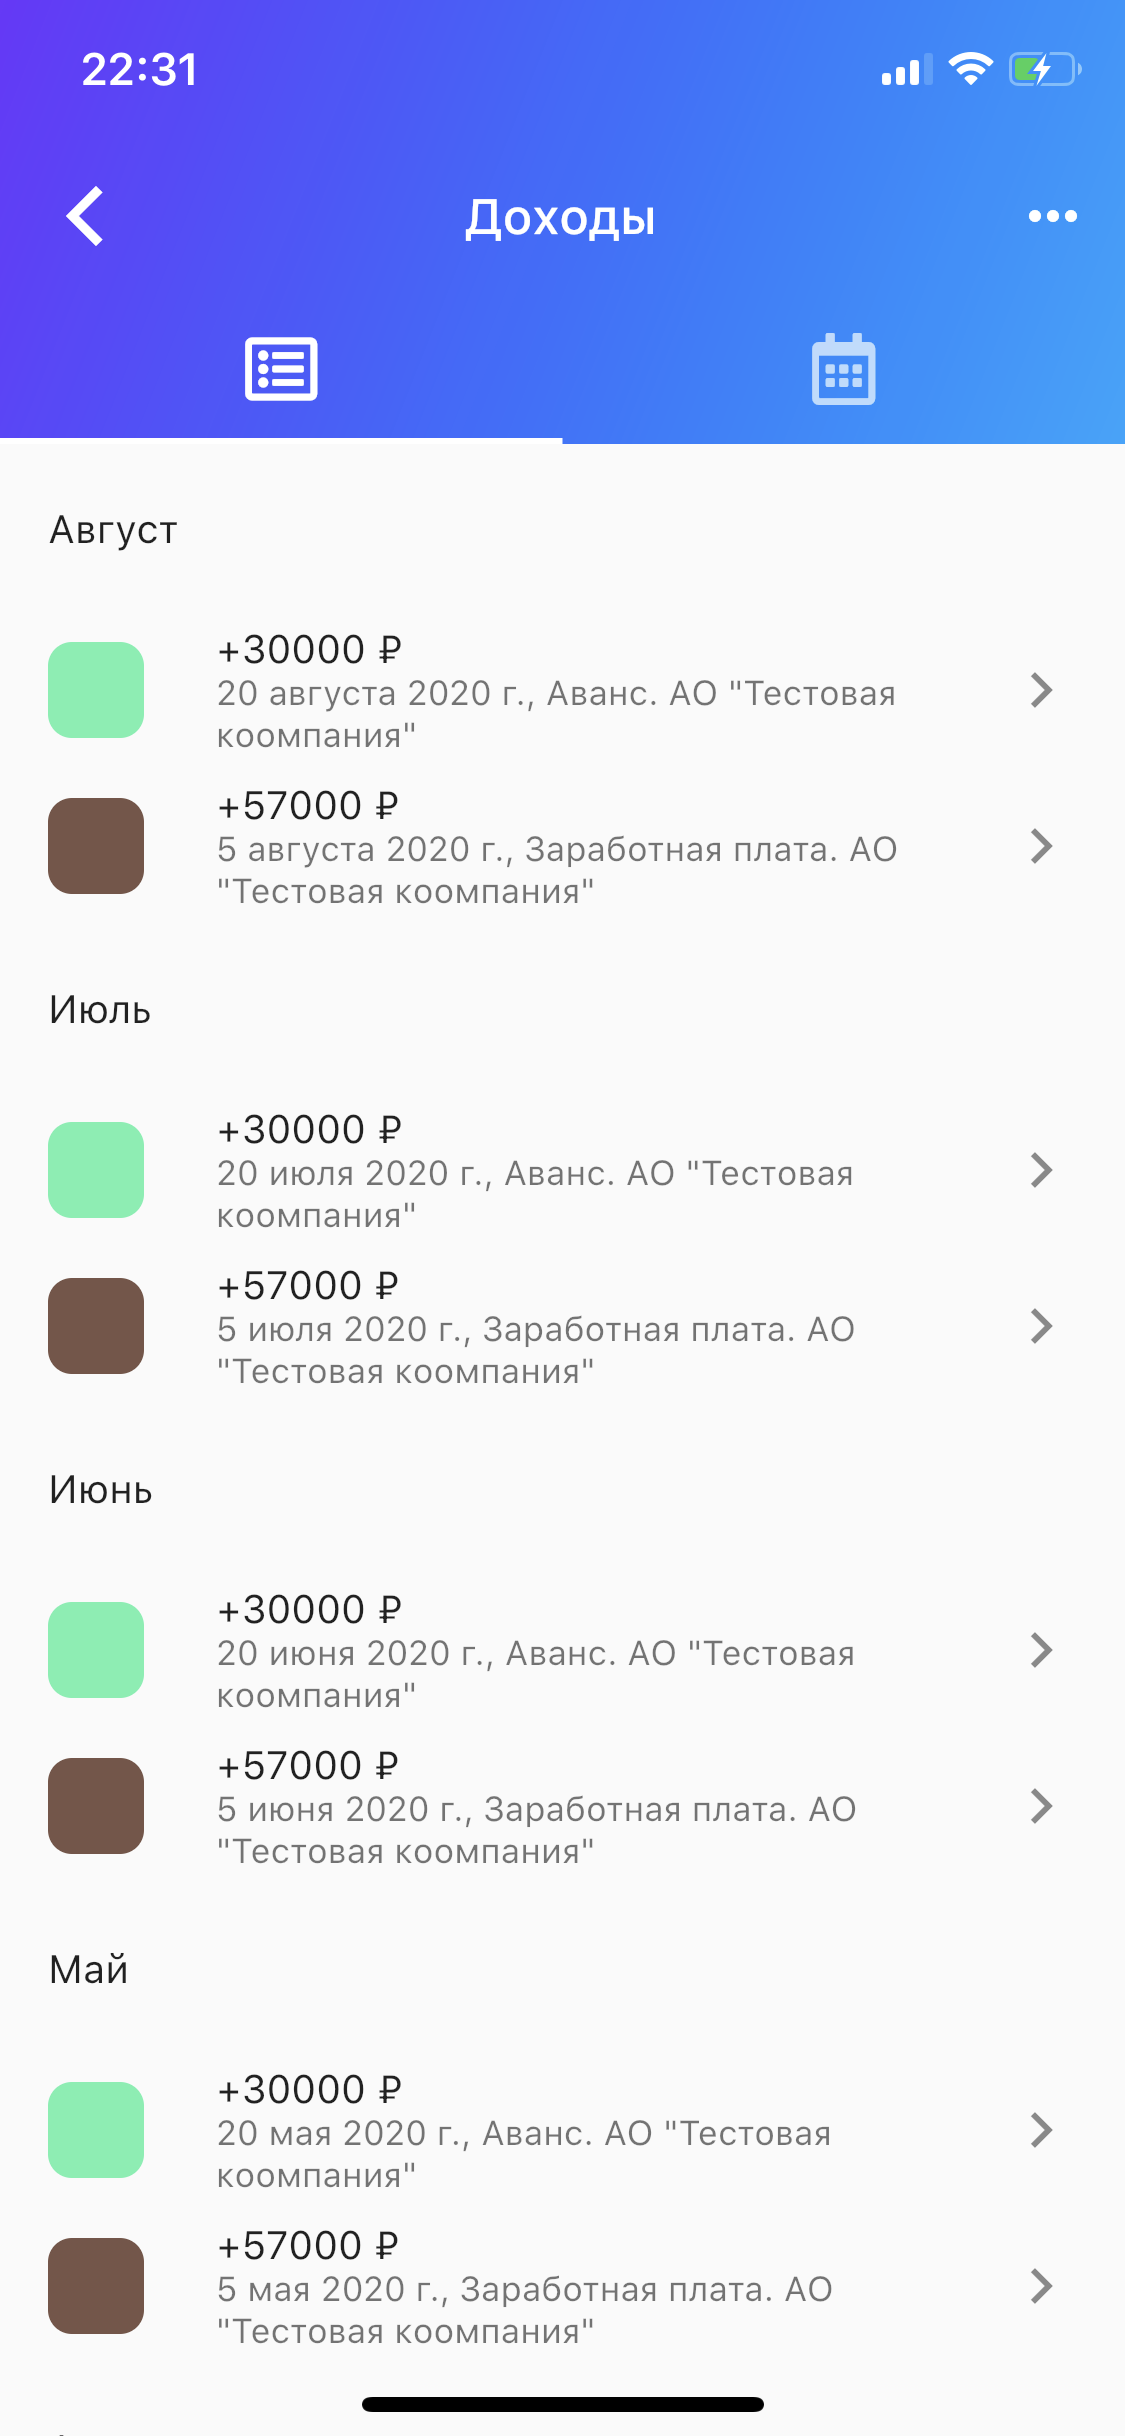 22:31
Доходы
Август
+30000 ₽
20 августа 2020 г., Аванс. АО "Тестовая
коомпания"
+57000 ₽
5 августа 2020 г., Заработная плата. АО
"Тестовая коомпания"
Июль
+30000 ₽
20 июля 2020 г., Аванс. АО "Тестовая
коомпания"
+57000 ₽
5 июля 2020 г., Заработная плата. АО
"Тестовая коомпания"
Июнь
+30000 ₽
20 июня 2020 г., Аванс. АО "Тестовая
коомпания"
+57000 ₽
5 июня 2020 г., Заработная плата. АО
"Тестовая коомпания"
Май
+30000 ₽
20 мая 2020 г., Аванс. АО "Тестовая
коомпания"
+57000 ₽
5 мая 2020 г., Заработная плата. АО
"Тестовая коомпания"